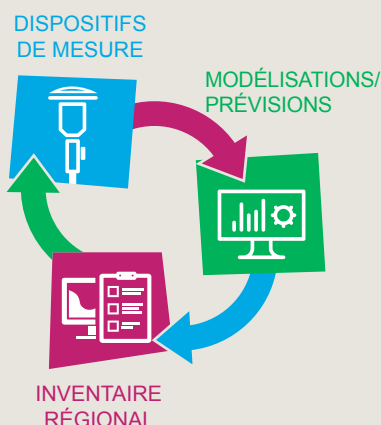 DISPOSITIFS
DE MESURE
MODÉLISATIONS/
PRÉVISIONS
INVENTAIRE
RÉGIONAL